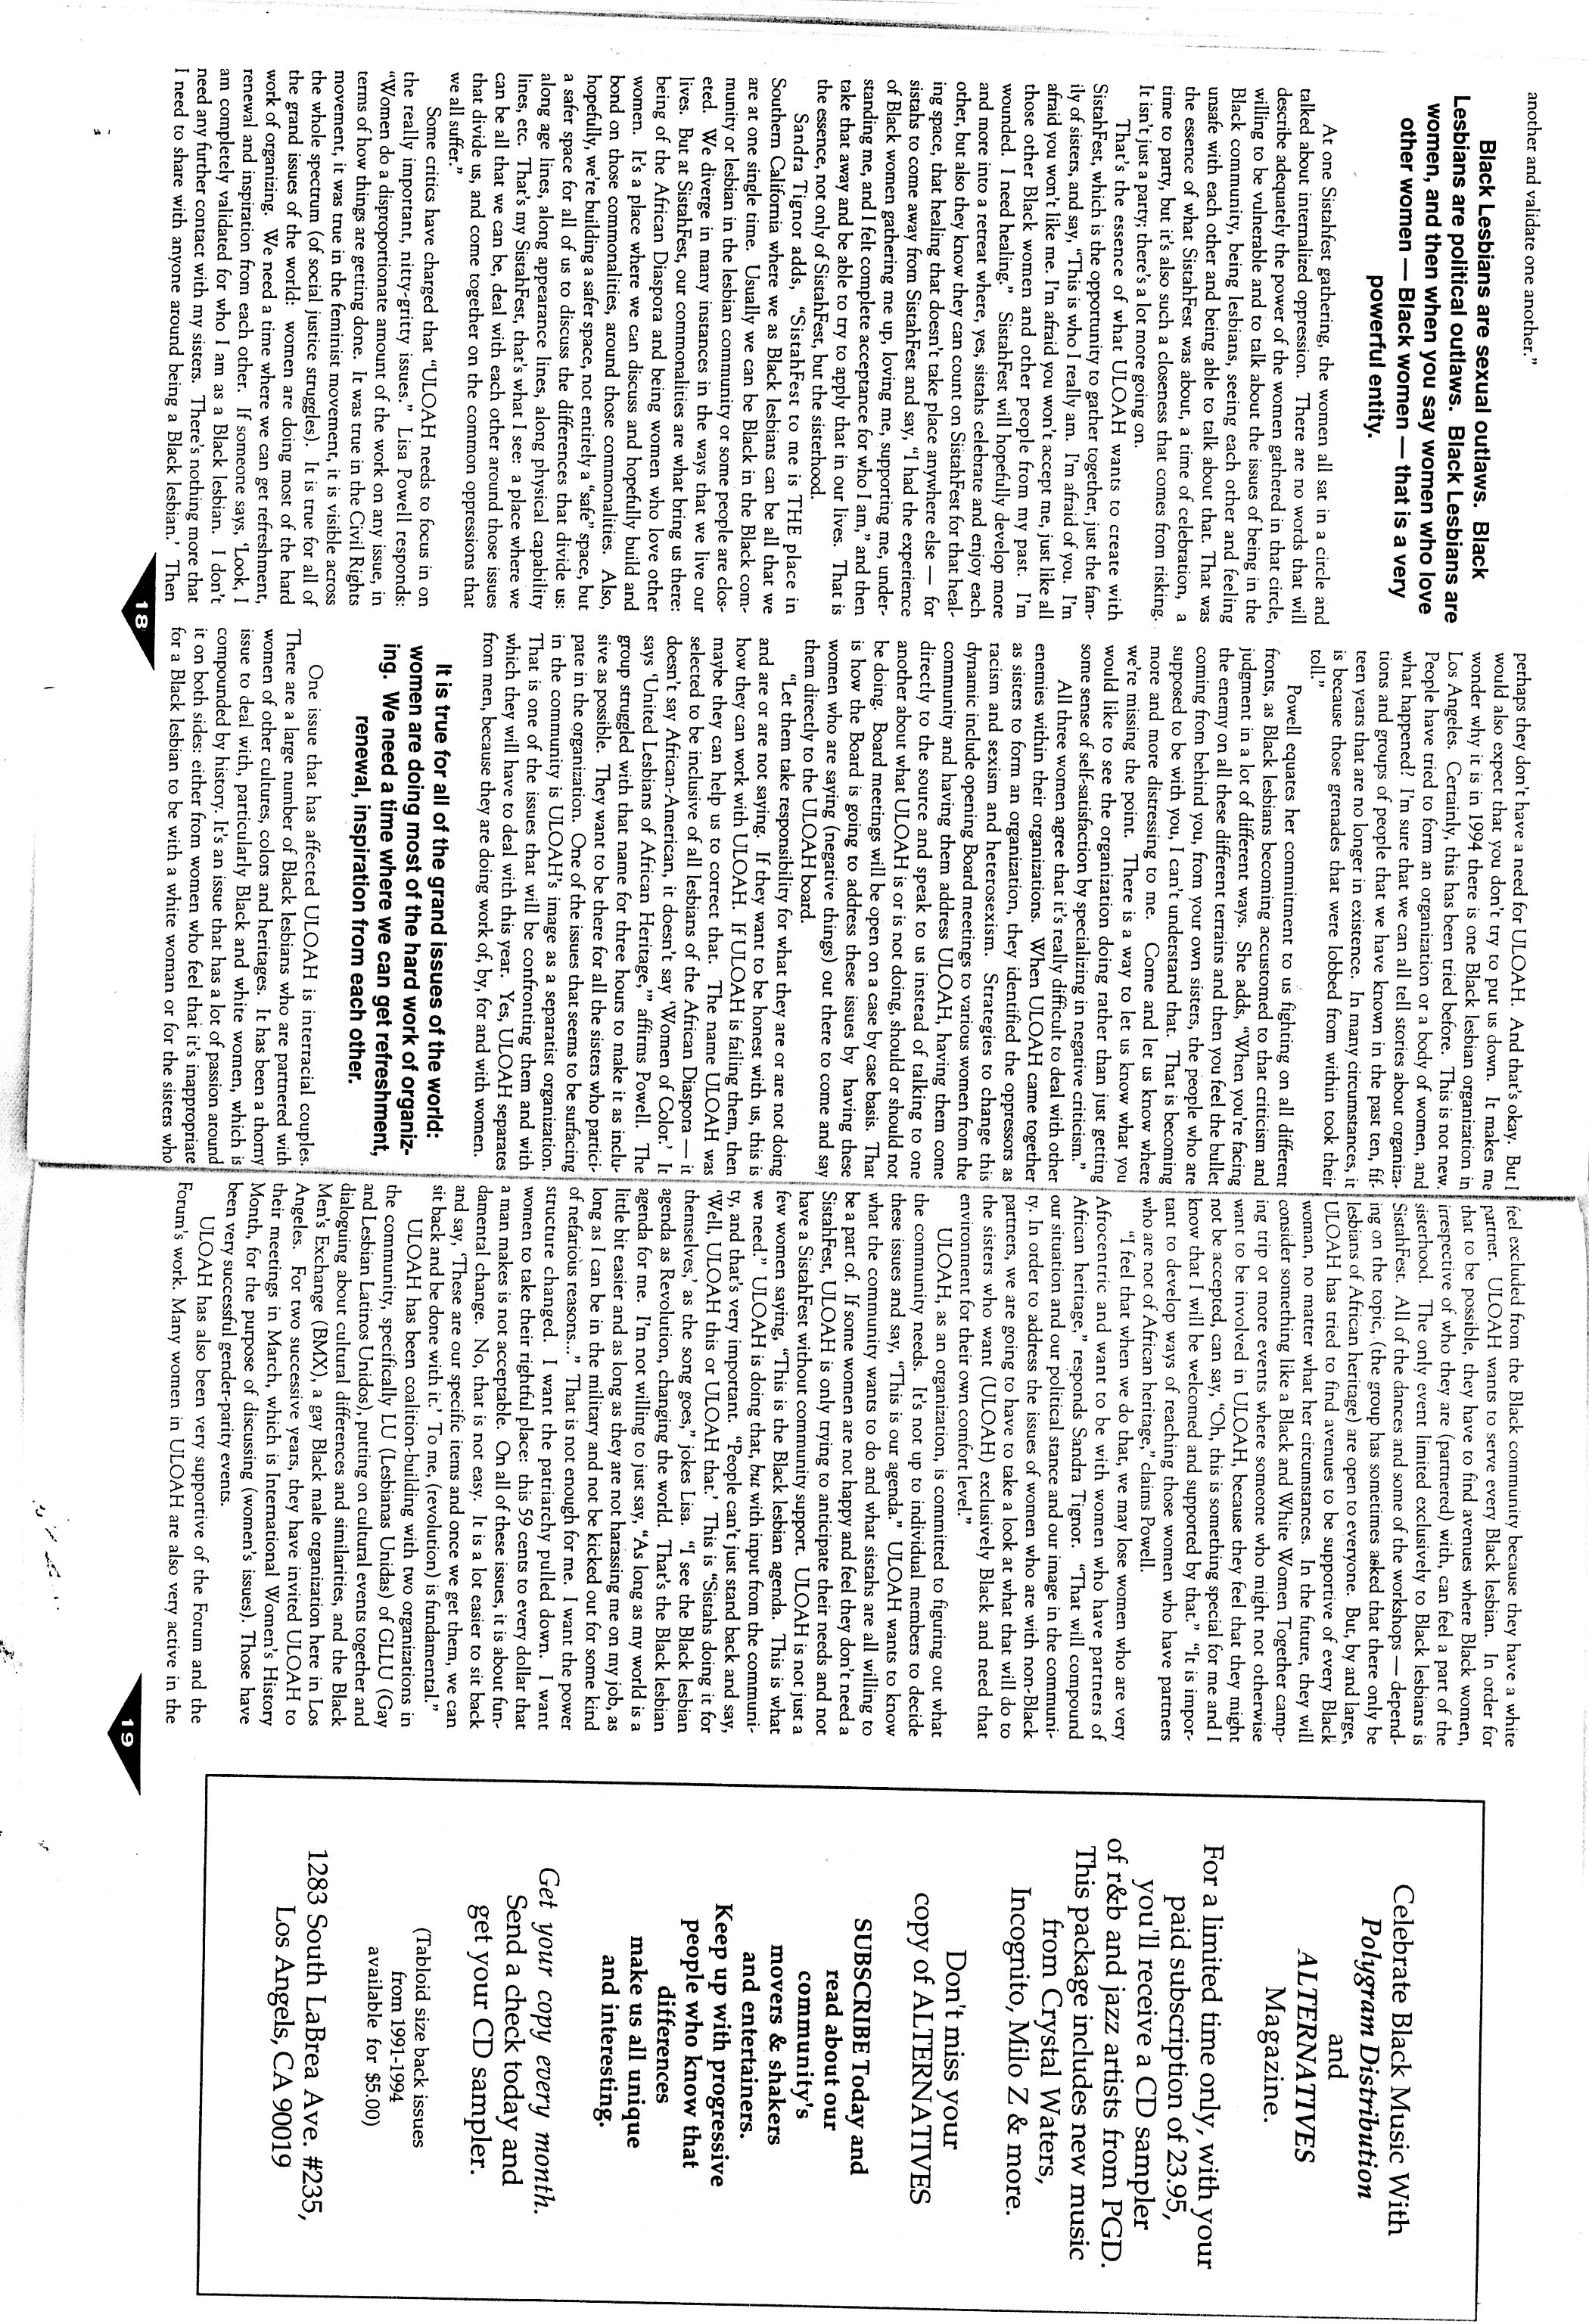 another and validate one another.”
Black Lesbians are sexual outlaws. Black
Lesbians are political outlaws. Black Lesbians are
women, and then when you say women who love
other women — Black women — that is a very
powerful entity.
At one Sistahfest gathering, the women all sat in a circle and
talked about internalized oppression. There are no words that will
describe adequately the power of the women gathered in that circle,
willing to be vulnerable and to talk about the issues of being in the
Black community, being lesbians, seeing each other and feeling
unsafe with each other and being able to talk about that. That was
the essence of what SistahFest was about, a time of celebration, a
time to party, but it’s also such a closeness that comes from risking.
It isn’t just a party; there’s a lot more going on.
That’s the essence of what ULOAH wants to create with
SistahFest, which is the opportunity to gather together, just the fam-
ily of sisters, and say, “This is who I really am. I’m afraid of you. I’m
afraid you won’t like me. I’m afraid you won’t accept me, just like all
those other Black women and other people from my past. I’m
wounded. I need healing.” SistahFest will hopefully develop more
and more into a retreat where, yes, sistahs celebrate and enjoy each
other, but also they know they can count on SistahFest for that heal-
ing space, that healing that doesn’t take place anywhere else — for
sistahs to come away from SistahFest and say, “I had the experience
of Black women gathering me up, loving me, supporting me, under-
standing me, and I felt complete acceptance for who I am,” and then
take that away and be able to try to apply that in our lives. That is
the essence, not only of SistahFest, but the sisterhood.
Sandra Tignor adds, “SistahFest to me is THE place in
Southern California where we as Black lesbians can be all that we
are at one single time. Usually we can be Black in the Black com-
munity or lesbian in the lesbian community or some people are clos-
eted. We diverge in many instances in the ways that we live our
lives. But at SistahFest, our commonalities are what bring us there:
being of the African Diaspora and being women who love other
women. It’s a place where we can discuss and hopefully build and
bond on those commonalities, around those commonalities. Also,
hopefully, we’re building a safer space, not entirely a “safe” space, but
a safer space for all of us to discuss the differences that divide us:
along age lines, along appearance lines, along physical capability
lines, etc. That’s my SistahFest, that’s what I see: a place where we
can be all that we can be, deal with each other around those issues
that divide us, and come together on the common oppressions that
we all suffer.”
Some critics have charged that “ULOAH needs to focus in on
the really important, nitty-gritty issues.” Lisa Powell responds:
“Women do a disproportionate amount of the work on any issue, in
terms of how things are getting done. It was true in the Civil Rights
movement, it was true in the feminist movement, it is visible across
the whole spectrum (of social justice struggles). It is true for all of
the grand issues of the world: women are doing most of the hard
work of organizing. We need a time where we can get refreshment,
renewal and inspiration from each other. If someone says, ‘Look, I
am completely validated for who I am as a Black lesbian. I don’t
need any further contact with my sisters. There’s nothing more that
I need to share with anyone around being a Black lesbian.’ Then
18
perhaps they don’t have a need for ULOAH. And that’s okay. But I
would also expect that you don’t try to put us down. It makes me
wonder why it is in 1994 there is one Black lesbian organization in
Los Angeles. Certainly, this has been tried before. This is not new.
People have tried to form an organization or a body of women, and
what happened? I’m sure that we can all tell stories about organiza-
tions and groups of people that we have known in the past ten, fif-
teen years that are no longer in existence. In many circumstances, it
is because those grenades that were lobbed from within took their
toll.”
Powell equates her commitment to us fighting on all different
fronts, as Black lesbians becoming accustomed to that criticism and
judgment in a lot of different ways. She adds, “When you’re facing
the enemy on all these different terrains and then you feel the bullet
coming from behind you, from your own sisters, the people who are
supposed to be with you, I can’t understand that. That is becoming
more and more distressing to me. Come and let us know where
we’re missing the point. There is a way to let us know what you
would like to see the organization doing rather than just getting
some sense of self-satisfaction by specializing in negative criticism.”
All three women agree that it’s really difficult to deal with other
enemies within their organizations. When ULOAH came together
as sisters to form an organization, they identified the oppressors as
racism and sexism and heterosexism. Strategies to change this
dynamic include opening Board meetings to various women from the
community and having them address ULOAH, having them come
directly to the source and speak to us instead of talking to one
another about what ULOAH is or is not doing, should or should not
be doing. Board meetings will be open on a case by case basis. That
is how the Board is going to address these issues by having these
women who are saying (negative things) out there to come and say
them directly to the ULOAH board.
“Let them take responsibility for what they are or are not doing
and are or are not saying. If they want to be honest with us, this is
how they can work with ULOAH. If ULOAH is failing them, then
maybe they can help us to correct that. The name ULOAH was
selected to be inclusive of all lesbians of the African Diaspora — it
doesn’t say African-American, it doesn’t say ‘Women of Color.’ It
says ‘United Lesbians of African Heritage,’” affirms Powell. The
group struggled with that name for three hours to make it as inclu-
sive as possible. They want to be there for all the sisters who partici-
pate in the organization. One of the issues that seems to be surfacing
in the community is ULOAH’s image as a separatist organization.
That is one of the issues that will be confronting them and with
which they will have to deal with this year. Yes, ULOAH separates
from men, because they are doing work of, by, for and with women.
It is true for all of the grand issues of the world:
women are doing most of the hard work of organiz-
ing. We need a time where we can get refreshment,
renewal, inspiration from each other.
One issue that has affected ULOAH is interracial couples.
There are a large number of Black lesbians who are partnered with
women of other cultures, colors and heritages. It has been a thorny
issue to deal with, particularly Black and white women, which is
compounded by history. It’s an issue that has a lot of passion around
it on both sides: either from women who feel that it’s inappropriate
for a Black lesbian to be with a white woman or for the sisters who
feel excluded from the Black community because they have a white
partner. ULOAH wants to serve every Black lesbian. In order for
that to be possible, they have to find avenues where Black women,
irrespective of who they are (partnered) with, can feel a part of the
sisterhood. The only event limited exclusively to Black lesbians is
SistahFest. All of the dances and some of the workshops — depend-
ing on the topic, (the group has sometimes asked that there only be
lesbians of African heritage) are open to everyone. But, by and large,
ULOAH has tried to find avenues to be supportive of every Black
woman, no matter what her circumstances. In the future, they will
consider something like a Black and White Women Together camp-
ing trip or more events where someone who might not otherwise
want to be involved in ULOAH, because they feel that they might
not be accepted, can say, “Oh, this is something special for me and I
know that I will be welcomed and supported by that.” “It is impor-
tant to develop ways of reaching those women who have partners
who are not of African heritage,” claims Powell.
“I feel that when we do that, we may lose women who are very
Afrocentric and want to be with women who have partners of
African heritage,” responds Sandra Tignor. “That will compound
our situation and our political stance and our image in the communi-
ty. In order to address the issues of women who are with non-Black
partners, we are going to have to take a look at what that will do to
the sisters who want (ULOAH) exclusively Black and need that
environment for their own comfort level.”
ULOAH, as an organization, is committed to figuring out what
the community needs. It’s not up to individual members to decide
these issues and say, “This is our agenda.” ULOAH wants to know
what the community wants to do and what sistahs are all willing to
be a part of. If some women are not happy and feel they don’t need a
SistahFest, ULOAH is only trying to anticipate their needs and not
have a SistahFest without community support. ULOAH is not just a
few women saying, “This is the Black lesbian agenda. This is what
we need.” ULOAH is doing that, but with input from the communi-
ty, and that’s very important. “People can’t just stand back and say,
‘Well, ULOAH this or ULOAH that.’ This is “Sistahs doing it for
themselves,’ as the song goes,” jokes Lisa. “I see the Black lesbian
agenda as Revolution, changing the world. That’s the Black lesbian
agenda for me. I’m not willing to just say, “As long as my world is a
little bit easier and as long as they are not harassing me on my job, as
long as I can be in the military and not be kicked out for some kind
of nefarious reasons...” That is not enough for me. I want the power
structure changed. I want the patriarchy pulled down. I want
women to take their rightful place: this 59 cents to every dollar that
a man makes is not acceptable. On all of these issues, it is about fun-
damental change. No, that is not easy. It is a lot easier to sit back
and say, ‘These are our specific items and once we get them, we can
sit back and be done with it.’ To me, (revolution) is fundamental.”
ULOAH has been coalition-building with two organizations in
the community, specifically LU (Lesbianas Unidas) of GLLU (Gay
and Lesbian Latinos Unidos), putting on cultural events together and
dialoguing about cultural differences and similarities, and the Black
Men’s Exchange (BMX), a gay Black male organization here in Los
Angeles. For two successive years, they have invited ULOAH to
their meetings in March, which is International Women’s History
Month, for the purpose of discussing (women’s issues). Those have
been very successful gender-parity events.
ULOAH has also been very supportive of the Forum and the
Forum’s work. Many women in ULOAH are also very active in the
19
Celebrate Black Music With
Polygram Distribution
and
ALTERNATIVES
Magazine.
For a limited time only, with your
paid subscription of 23.95,
you'll receive a CD sampler
of r&b and jazz artists from PGD.
This package includes new music
from Crystal Waters,
Incognito, Milo Z & more.
Don't miss your
copy of ALTERNATIVES
SUBSCRIBE Today and
read about our
community's
movers & shakers
and entertainers.
Keep up with progressive
people who know that
differences
make us all unique
and interesting.
Get your copy every month.
Send a check today and
get your CD sampler.
(Tabloid size back issues
from 1991-1994
available for $5.00)
1283 South LaBrea Ave. #235,
Los Angels, CA 90019